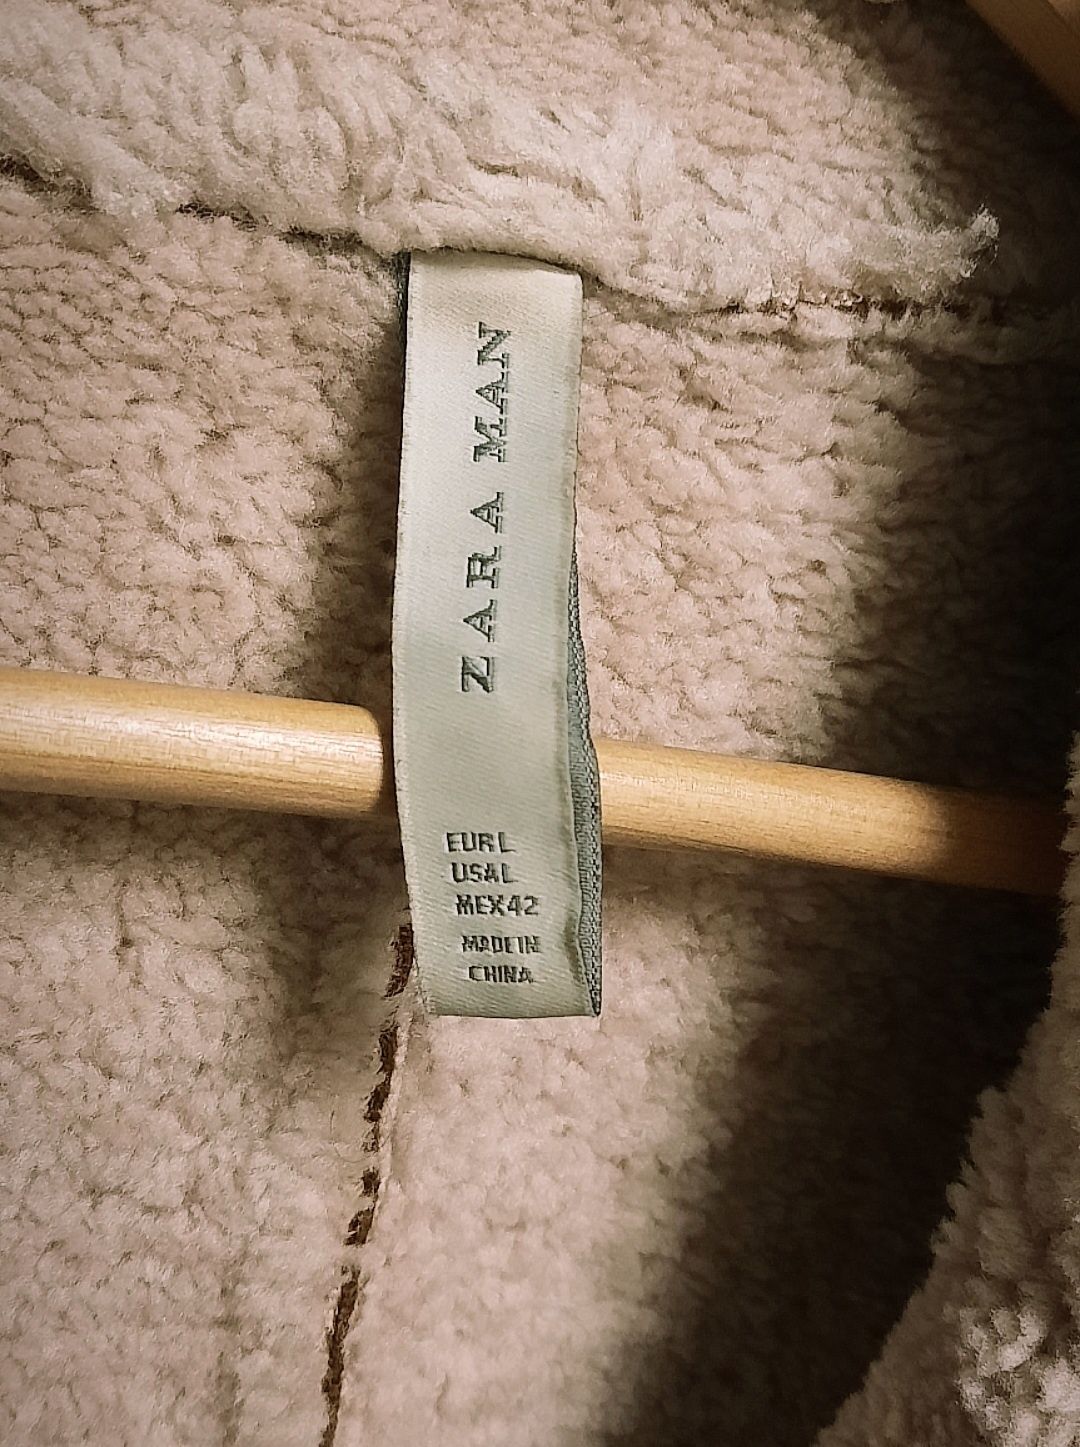 ZARA MAN
EUR L
USA L
MEX 42
MADE IN
CHINA